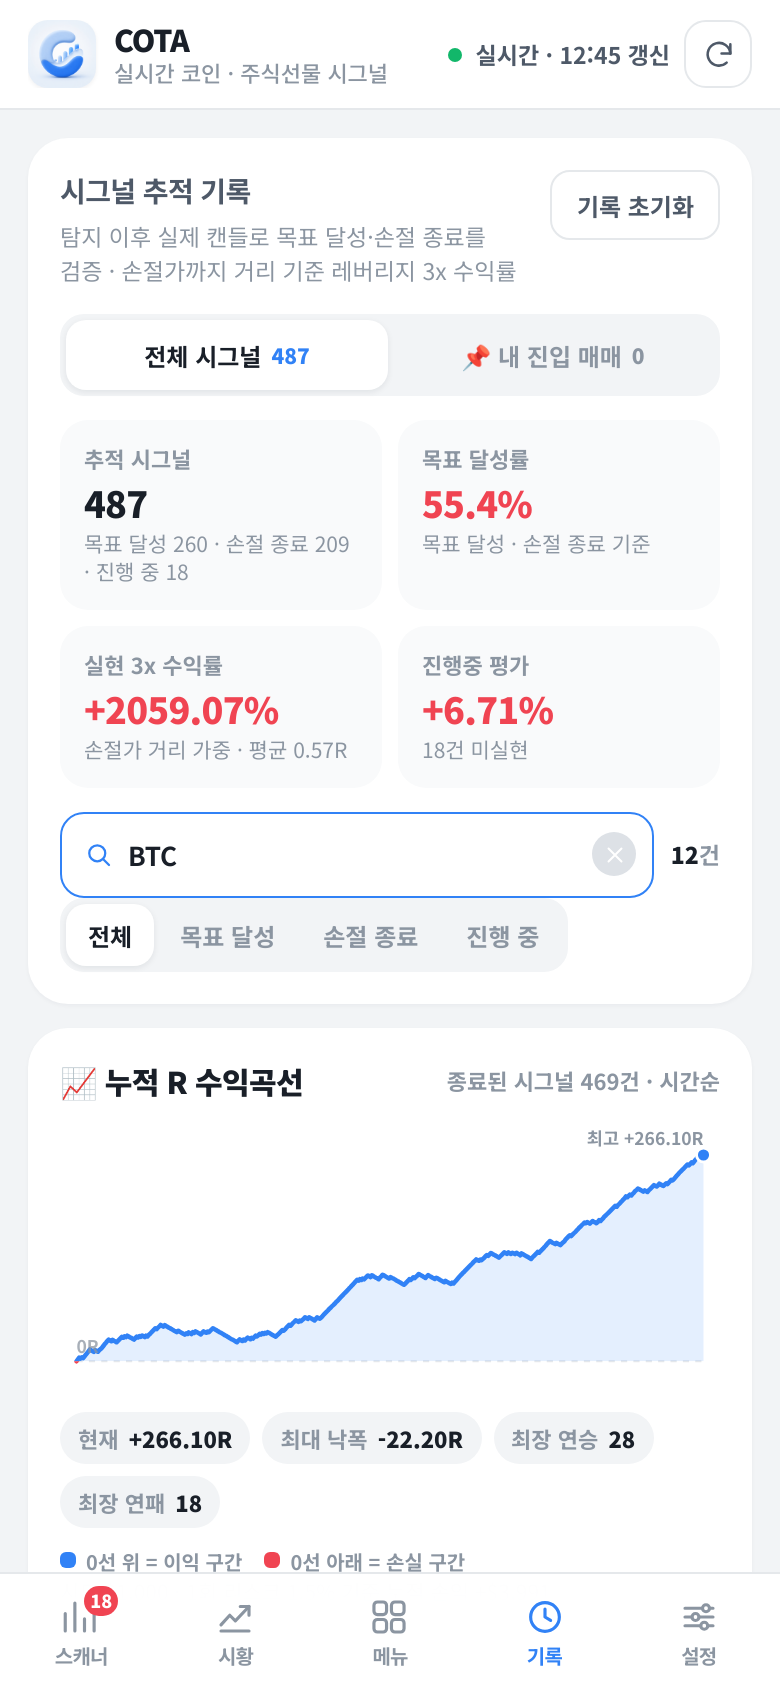 COTA
실시간 코인 · 주식선물 시그널
실시간 · 12:45 갱신
시그널 추적 기록
기록 초기화
탐지 이후 실제 캔들로 목표 달성·손절 종료를
검증 · 손절가까지 거리 기준 레버리지 3x 수익률
전체 시그널 487
📌 내 진입 매매 0
추적 시그널
487
목표 달성 260 · 손절 종료 209
· 진행 중 18
목표 달성률
55.4%
목표 달성 · 손절 종료 기준
실현 3x 수익률
+2059.07%
손절가 거리 가중 · 평균 0.57R
진행중 평가
+6.71%
18건 미실현
BTC
12건
전체 목표 달성 손절 종료 진행 중
📈 누적 R 수익곡선
종료된 시그널 469건 · 시간순
최고 +266.10R
0R
현재 +266.10R
최대 낙폭 -22.20R
최장 연승 28
최장 연패 18
0선 위 = 이익 구간
0선 아래 = 손실 구간
18
스캐너
시황
메뉴
기록
설정